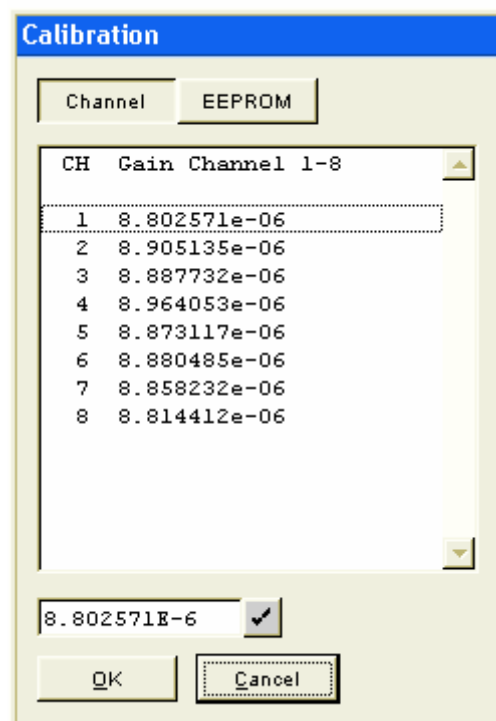 Calibration
Channel EEPROM
CH Gain Channel 1-8
1 8.802571e-06
2 8.905135e-06
3 8.887732e-06
4 8.964053e-06
5 8.873117e-06
6 8.880485e-06
7 8.858232e-06
8 8.814412e-06
8.802571E-6
OK Cancel